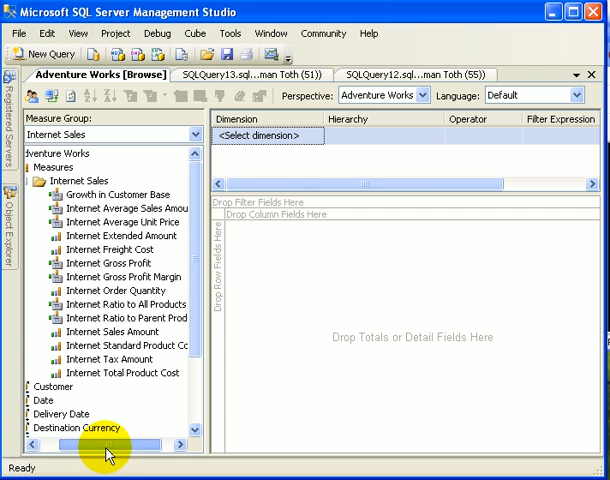 Microsoft SQL Server Management Studio
File Edit View Project Debug Cube Tools Window Community Help
New Query
Adventure Works [Browse] SQLQuery13.sql...man Toth (51)) SQLQuery12.sql...man Toth (55))
Perspective: Adventure Works Language: Default
Registered Servers
Object Explorer
Measure Group:
Internet Sales
dventure Works
Measures
Internet Sales
Growth in Customer Base
Internet Average Sales Amou
Internet Average Unit Price
Internet Extended Amount
Internet Freight Cost
Internet Gross Profit
Internet Gross Profit Margin
Internet Order Quantity
Internet Ratio to All Products
Internet Ratio to Parent Prod
Internet Sales Amount
Internet Standard Product Cc
Internet Tax Amount
Internet Total Product Cost
Customer
Date
Delivery Date
Destination Currency
Dimension Hierarchy Operator Filter Expression
<Select dimension>
Drop Filter Fields Here
Drop Column Fields Here
Drop Row Fields Here
Drop Totals or Detail Fields Here
Ready